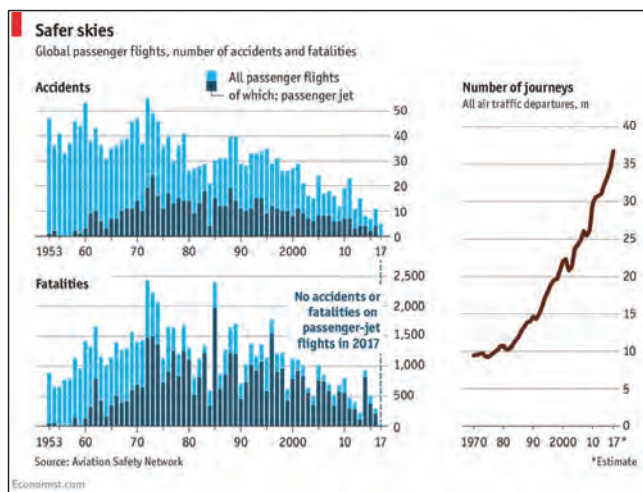 Safer skies
Global passenger flights, number of accidents and fatalities
Accidents
All passenger flights
of which: passenger jet
50
40
30
20
10
0
1953 60 70 80 90 2000 10 17
Fatalities
2,500
2,000
1,500
1,000
500
0
No accidents or
fatalities on
passenger-jet
flights in 2017
1953 60 70 80 90 2000 10 17
Source: Aviation Safety Network
Number of journeys
All air traffic departures, m
40
35
30
25
20
15
10
5
0
1970 80 90 2000 10 17*
*Estimate
Economist.com